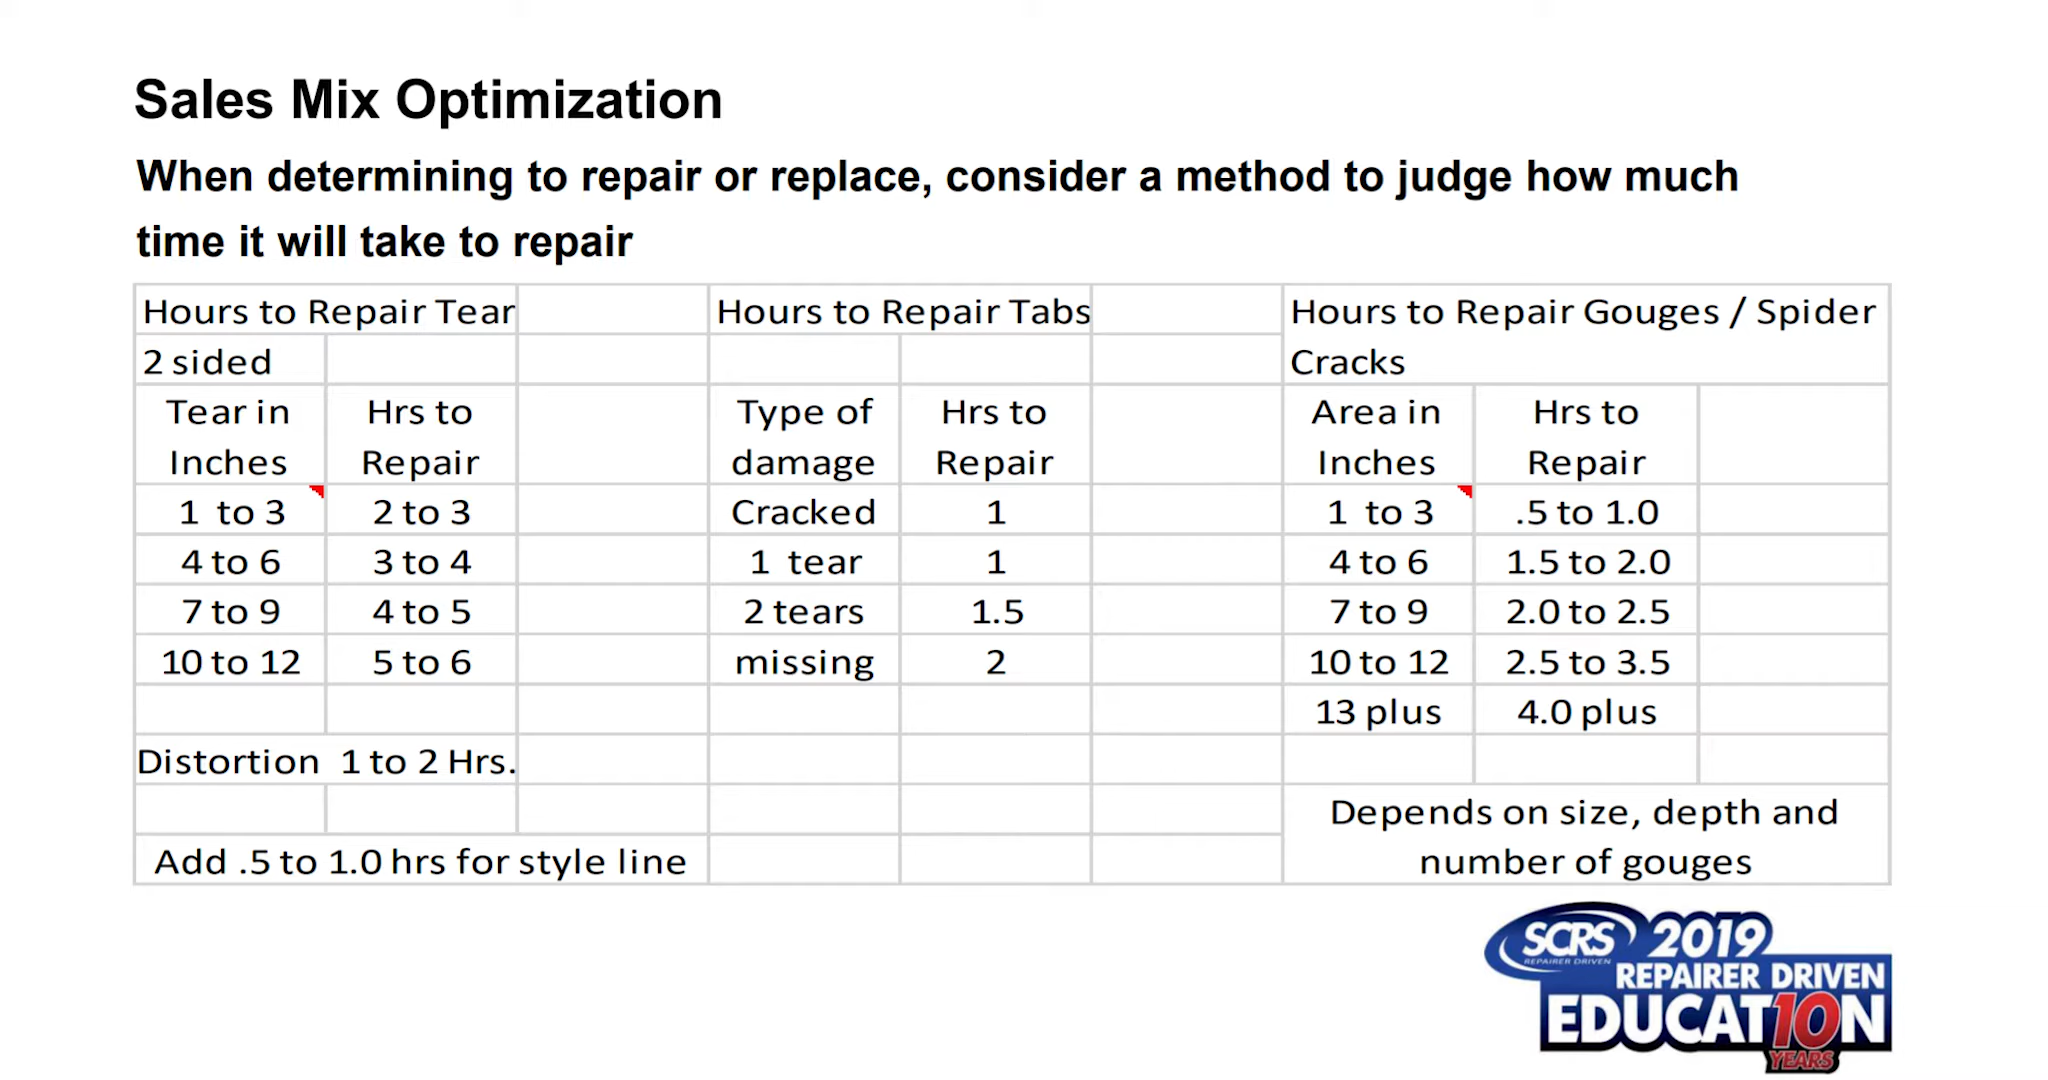 Sales Mix Optimization
When determining to repair or replace, consider a method to judge how much
time it will take to repair
Hours to Repair Tear
2 sided
Tear in Inches Hrs to Repair
1 to 3 2 to 3
4 to 6 3 to 4
7 to 9 4 to 5
10 to 12 5 to 6
Distortion 1 to 2 Hrs.
Add .5 to 1.0 hrs for style line
Hours to Repair Tabs
Type of damage Hrs to Repair
Cracked 1
1 tear 1
2 tears 1.5
missing 2
Hours to Repair Gouges / Spider
Cracks
Area in Inches Hrs to Repair
1 to 3 .5 to 1.0
4 to 6 1.5 to 2.0
7 to 9 2.0 to 2.5
10 to 12 2.5 to 3.5
13 plus 4.0 plus
Depends on size, depth and
number of gouges
SCRS 2019
REPAIRER DRIVEN
REPAIRER DRIVEN
EDUCAT10N
YEARS